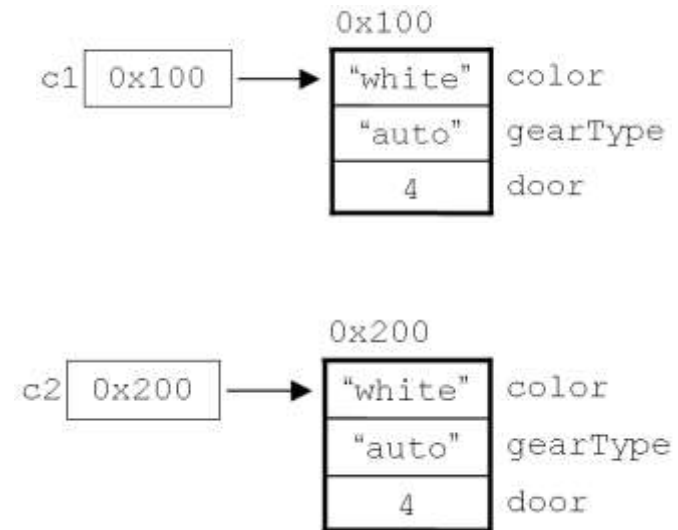 0x100
c1 0x100 “white” color
“auto” gearType
4 door
0x200
c2 0x200 “white” color
“auto” gearType
4 door